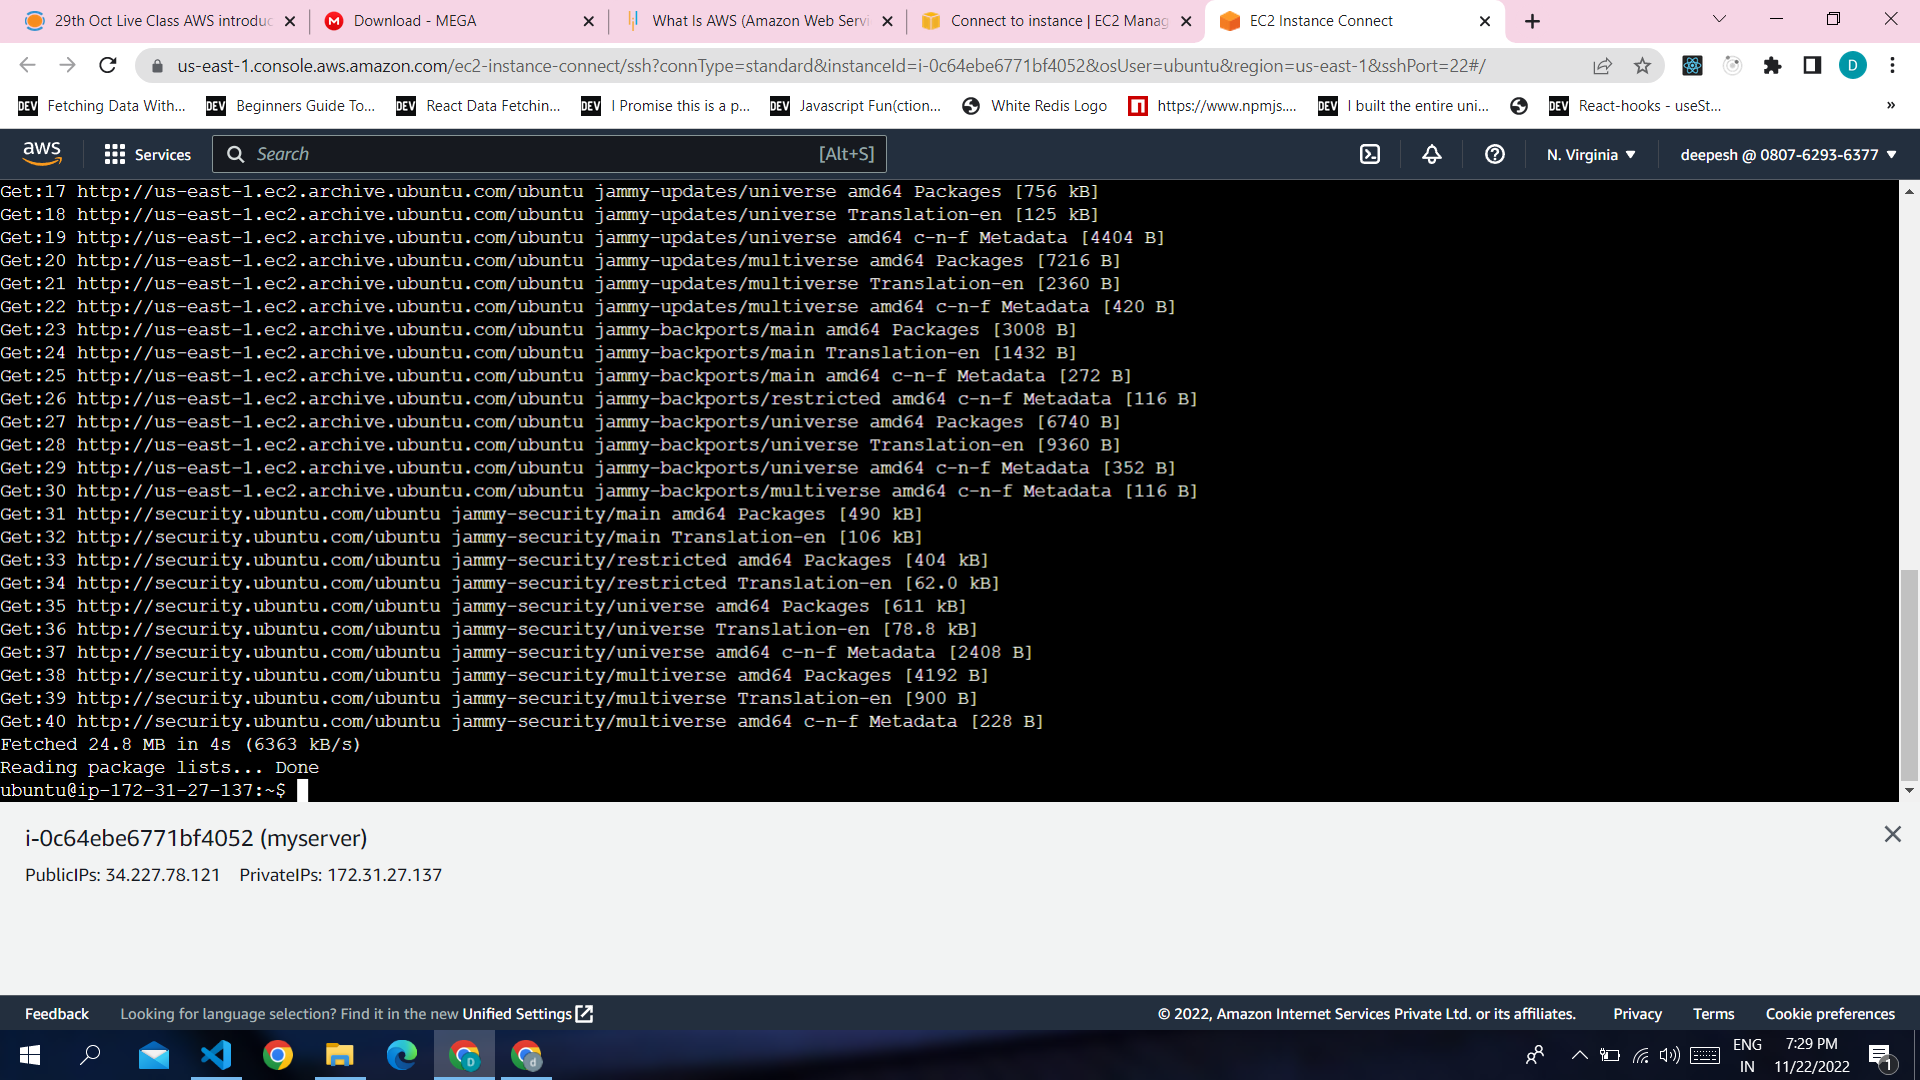 29th Oct Live Class AWS introduc
Download - MEGA
What Is AWS (Amazon Web Servi
Connect to instance | EC2 Manag
EC2 Instance Connect
us-east-1.console.aws.amazon.com/ec2-instance-connect/ssh?connType=standard&instanceId=i-0c64ebe6771bf4052&osUser=ubuntu&region=us-east-1&sshPort=22#/
D
DEV Fetching Data With...
DEV Beginners Guide To...
DEV React Data Fetchin...
DEV I Promise this is a p...
DEV Javascript Fun(ction...
White Redis Logo
https://www.npmjs....
DEV I built the entire uni...
DEV React-hooks - useSt...
»
aws
Services
Search
[Alt+S]
N. Virginia
deepesh @ 0807-6293-6377
Get:17 http://us-east-1.ec2.archive.ubuntu.com/ubuntu jammy-updates/universe amd64 Packages [756 kB]
Get:18 http://us-east-1.ec2.archive.ubuntu.com/ubuntu jammy-updates/universe Translation-en [125 kB]
Get:19 http://us-east-1.ec2.archive.ubuntu.com/ubuntu jammy-updates/universe amd64 c-n-f Metadata [4404 B]
Get:20 http://us-east-1.ec2.archive.ubuntu.com/ubuntu jammy-updates/multiverse amd64 Packages [7216 B]
Get:21 http://us-east-1.ec2.archive.ubuntu.com/ubuntu jammy-updates/multiverse Translation-en [2360 B]
Get:22 http://us-east-1.ec2.archive.ubuntu.com/ubuntu jammy-updates/multiverse amd64 c-n-f Metadata [420 B]
Get:23 http://us-east-1.ec2.archive.ubuntu.com/ubuntu jammy-backports/main amd64 Packages [3008 B]
Get:24 http://us-east-1.ec2.archive.ubuntu.com/ubuntu jammy-backports/main Translation-en [1432 B]
Get:25 http://us-east-1.ec2.archive.ubuntu.com/ubuntu jammy-backports/main amd64 c-n-f Metadata [272 B]
Get:26 http://us-east-1.ec2.archive.ubuntu.com/ubuntu jammy-backports/restricted amd64 c-n-f Metadata [116 B]
Get:27 http://us-east-1.ec2.archive.ubuntu.com/ubuntu jammy-backports/universe amd64 Packages [6740 B]
Get:28 http://us-east-1.ec2.archive.ubuntu.com/ubuntu jammy-backports/universe Translation-en [9360 B]
Get:29 http://us-east-1.ec2.archive.ubuntu.com/ubuntu jammy-backports/universe amd64 c-n-f Metadata [352 B]
Get:30 http://us-east-1.ec2.archive.ubuntu.com/ubuntu jammy-backports/multiverse amd64 c-n-f Metadata [116 B]
Get:31 http://security.ubuntu.com/ubuntu jammy-security/main amd64 Packages [490 kB]
Get:32 http://security.ubuntu.com/ubuntu jammy-security/main Translation-en [106 kB]
Get:33 http://security.ubuntu.com/ubuntu jammy-security/restricted amd64 Packages [404 kB]
Get:34 http://security.ubuntu.com/ubuntu jammy-security/restricted Translation-en [62.0 kB]
Get:35 http://security.ubuntu.com/ubuntu jammy-security/universe amd64 Packages [611 kB]
Get:36 http://security.ubuntu.com/ubuntu jammy-security/universe Translation-en [78.8 kB]
Get:37 http://security.ubuntu.com/ubuntu jammy-security/universe amd64 c-n-f Metadata [2408 B]
Get:38 http://security.ubuntu.com/ubuntu jammy-security/multiverse amd64 Packages [4192 B]
Get:39 http://security.ubuntu.com/ubuntu jammy-security/multiverse Translation-en [900 B]
Get:40 http://security.ubuntu.com/ubuntu jammy-security/multiverse amd64 c-n-f Metadata [228 B]
Fetched 24.8 MB in 4s (6363 kB/s)
Reading package lists... Done
ubuntu@ip-172-31-27-137:~$
i-0c64ebe6771bf4052 (myserver)
PublicIPs: 34.227.78.121 PrivateIPs: 172.31.27.137
Feedback
Looking for language selection? Find it in the new Unified Settings
© 2022, Amazon Internet Services Private Ltd. or its affiliates.
Privacy
Terms
Cookie preferences
ENG
IN
7:29 PM
11/22/2022
1